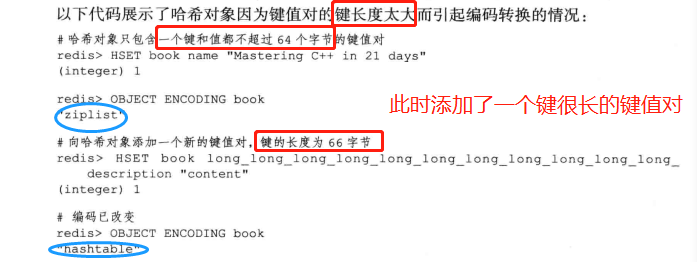 以下代码展示了哈希对象因为键值对的键长度太大而引起编码转换的情况：
# 哈希对象只包含一个键和值都不超过 64 个字节的键值对
redis> HSET book name "Mastering C++ in 21 days"
(integer) 1
redis> OBJECT ENCODING book
"ziplist"
此时添加了一个键很长的键值对
# 向哈希对象添加一个新的键值对，键的长度为 66 字节
redis> HSET book long_long_long_long_long_long_long_long_long_long_long_
description "content"
(integer) 1
# 编码已改变
redis> OBJECT ENCODING book
"hashtable"